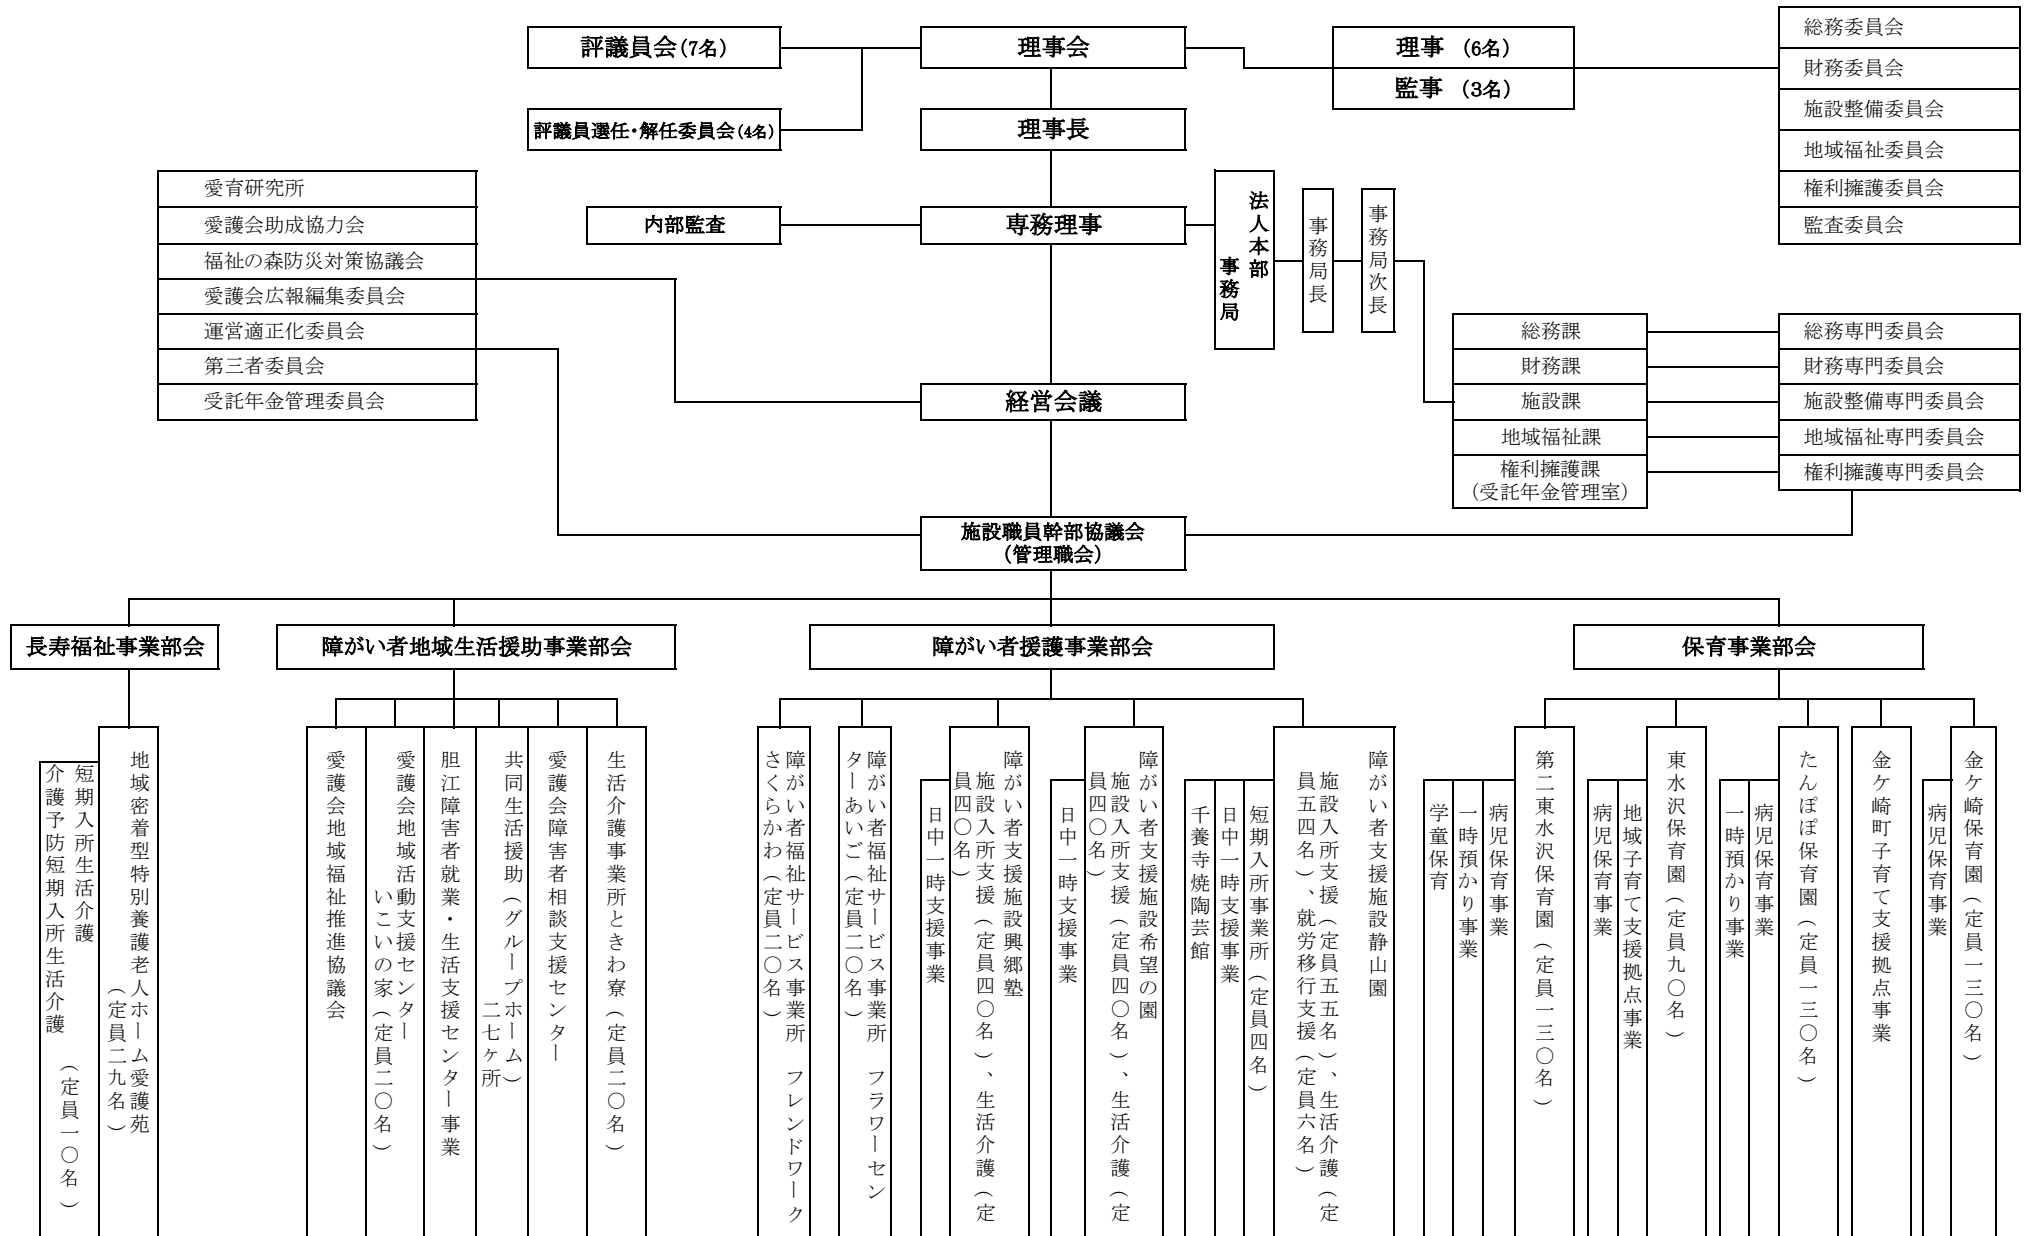 評議員会(7名)
理事会
理事 (6名)
監事 (3名)
総務委員会
財務委員会
施設整備委員会
地域福祉委員会
権利擁護委員会
監査委員会
評議員選任・解任委員会(4名)
理事長
愛育研究所
愛護会助成協力会
福祉の森防災対策協議会
愛護会広報編集委員会
運営適正化委員会
第三者委員会
受託年金管理委員会
内部監査
専務理事
法人本部
事務局
事務局長
事務局次長
総務課
財務課
施設課
地域福祉課
権利擁護課
(受託年金管理室)
総務専門委員会
財務専門委員会
施設整備専門委員会
地域福祉専門委員会
権利擁護専門委員会
経営会議
施設職員幹部協議会
(管理職会)
長寿福祉事業部会
障がい者地域生活援助事業部会
障がい者援護事業部会
保育事業部会
地域密着型特別養護老人ホーム愛護苑
(定員二九名)
短期入所生活介護
介護予防短期入所生活介護
(定員一〇名)
生活介護事業所ときわ寮(定員二〇名)
愛護会障害者相談支援センター
共同生活援助(グループホーム)
二七ヶ所
胆江障害者就業・生活支援センター事業
愛護会地域活動支援センター
いこいの家(定員二〇名)
愛護会地域福祉推進協議会
障がい者支援施設静山園
施設入所支援(定員五五名)、生活介護(定
員五四名)、就労移行支援(定員六名)
短期入所事業所(定員四名)
日中一時支援事業
千養寺焼陶芸館
障がい者支援施設希望の園
施設入所支援(定員四〇名)、生活介護(定
員四〇名)
日中一時支援事業
障がい者支援施設興郷塾
施設入所支援(定員四〇名)、生活介護(定
員四〇名)
日中一時支援事業
障がい者福祉サービス事業所 フラワーセン
ターあいご(定員二〇名)
障がい者福祉サービス事業所 フレンドワーク
さくらかわ(定員二〇名)
金ケ崎保育園(定員一三〇名)
病児保育事業
金ケ崎町子育て支援拠点事業
たんぽぽ保育園(定員一三〇名)
病児保育事業
一時預かり事業
東水沢保育園(定員九〇名)
地域子育て支援拠点事業
病児保育事業
第二東水沢保育園(定員一三〇名)
病児保育事業
一時預かり事業
学童保育